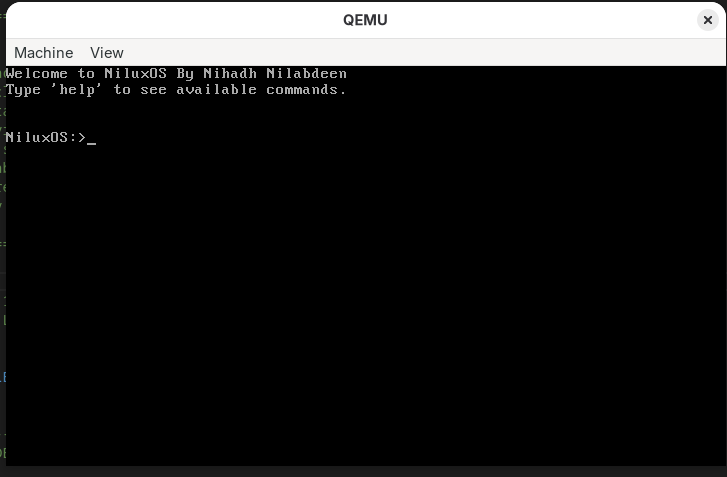 QEMU
Machine View
Welcome to NiluxOS By Nihadh Nilabdeen
Type 'help' to see available commands.
NiluxOS:>_